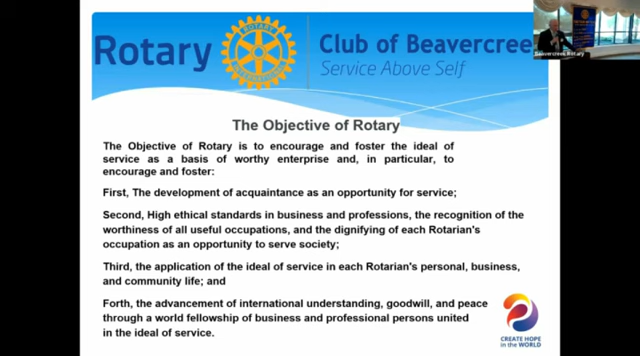 Rotary
ROTARY
INTERNATIONAL
Club of Beavercree
Service Above Self
Beavercreek Rotary
The Objective of Rotary
The Objective of Rotary is to encourage and foster the ideal of
service as a basis of worthy enterprise and, in particular, to
encourage and foster:
First, The development of acquaintance as an opportunity for service;
Second, High ethical standards in business and professions, the recognition of the
worthiness of all useful occupations, and the dignifying of each Rotarian's
occupation as an opportunity to serve society;
Third, the application of the ideal of service in each Rotarian's personal, business,
and community life; and
Forth, the advancement of international understanding, goodwill, and peace
through a world fellowship of business and professional persons united
in the ideal of service.
CREATE HOPE
in the WORLD